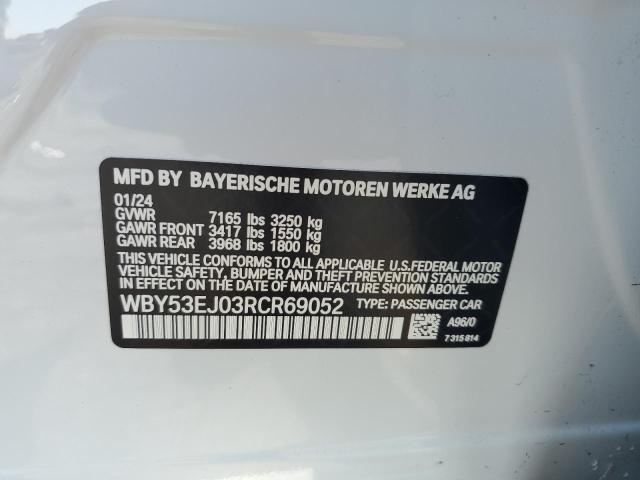 MFD BY BAYERISCHE MOTOREN WERKE AG
01/24
GVWR 7165 lbs 3250 kg
GAWR FRONT 3417 lbs 1550 kg
GAWR REAR 3968 lbs 1800 kg
THIS VEHICLE CONFORMS TO ALL APPLICABLE U.S.FEDERAL MOTOR
VEHICLE SAFETY, BUMPER, AND THEFT PREVENTION STANDARDS
IN EFFECT ON THE DATE OF MANUFACTURE SHOWN ABOVE.
WBY53EJ03RCR69052 TYPE: PASSENGER CAR
A96/0
7315814